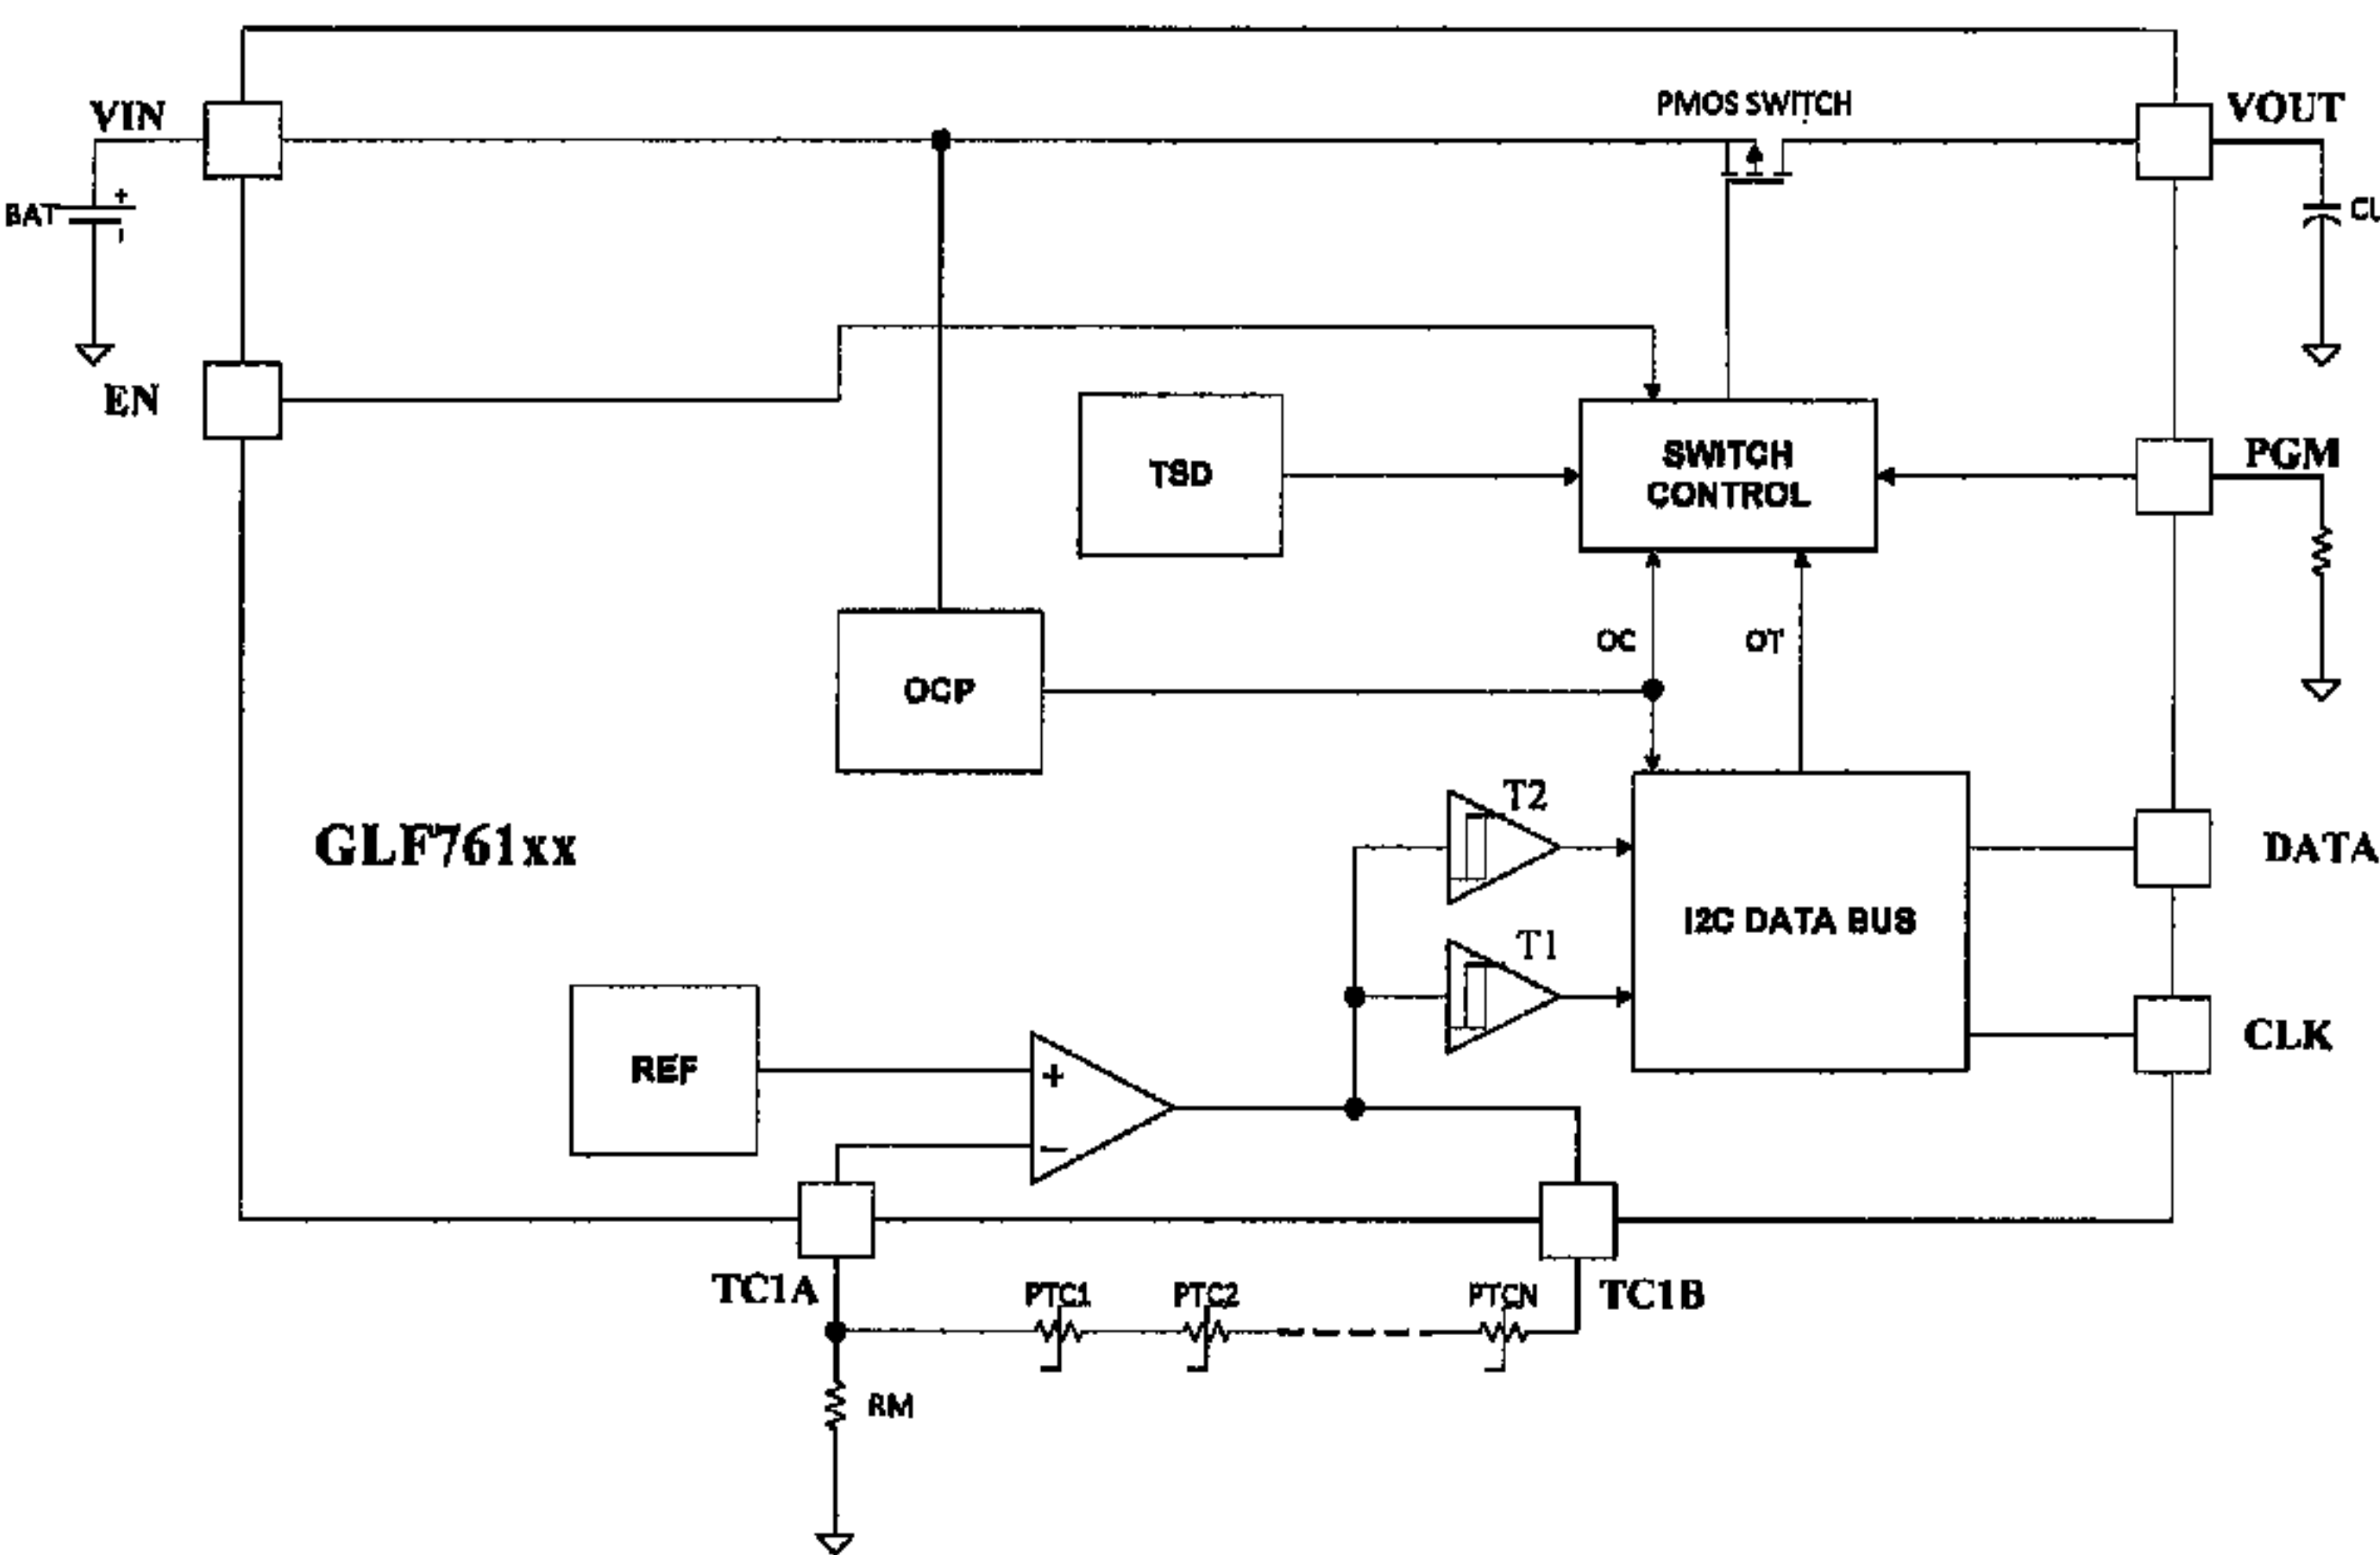 PMOS SWITCH
VIN
VOUT
BAT
+
-
CL
EN
PGM
TSD
SWITCH
CONTROL
OC
OT
OCP
T2
GLF761xx
DATA
I2C DATA BUS
T1
CLK
REF
+
−
TC1A
PTC1
PTC2
PTCN
TC1B
RM